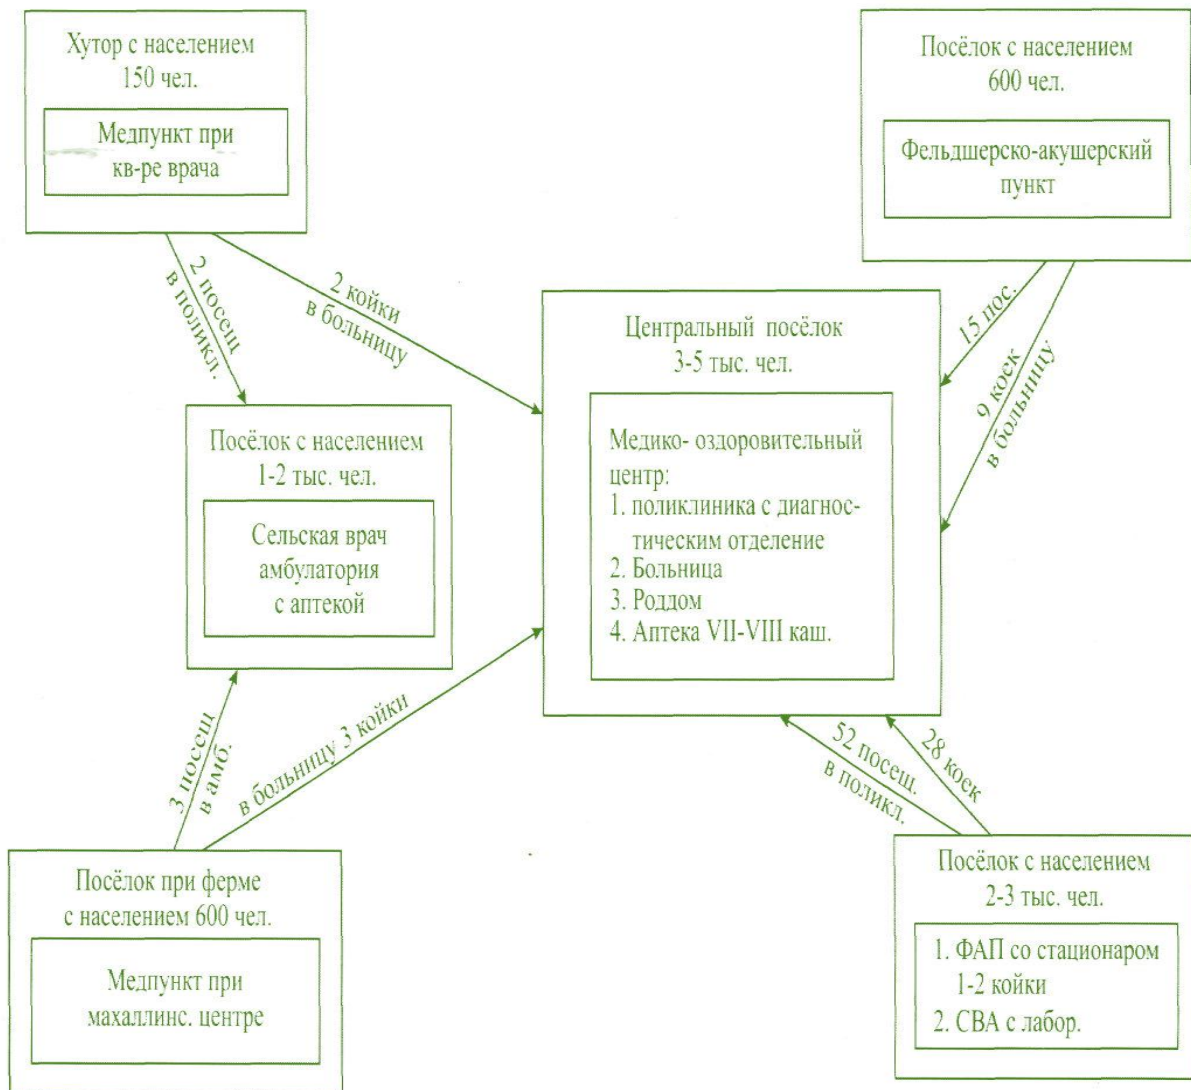 Хутор с населением
150 чел.
Медпункт при
кв-ре врача
Посёлок с населением
600 чел.
Фельдшерско-акушерский
пункт
2 посещ
в поликл.
2 койки
в больницу
15 пос.
9 коек
в больницу
Центральный посёлок
3-5 тыс. чел.
Медико- оздоровительный
центр:
1. поликлиника с диагнос-
тическим отделение
2. Больница
3. Роддом
4. Аптека VII-VIII каш.
Посёлок с населением
1-2 тыс. чел.
Сельская врач
амбулатория
с аптекой
3 посещ
в амб.
в больницу 3 койки
52 посещ.
в поликл.
28 коек
Посёлок при ферме
с населением 600 чел.
Медпункт при
махаллинс. центре
Посёлок с населением
2-3 тыс. чел.
1. ФАП со стационаром
1-2 койки
2. СВА с лабор.